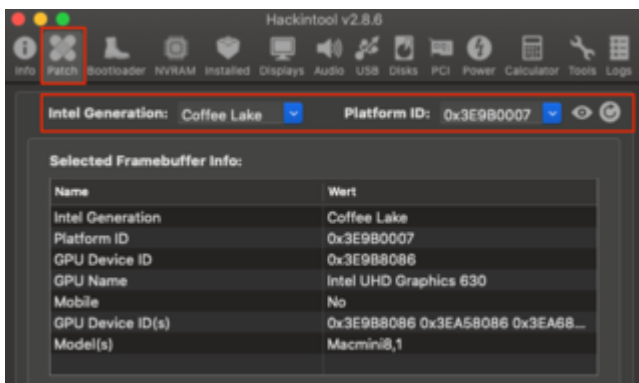 Hackintool v2.8.6
Info Patch Bootloader NVRAM Installed Displays Audio USB Disks PCI Power Calculator Tools Logs
Intel Generation: Coffee Lake Platform ID: 0x3E9B0007
Selected Framebuffer Info:
Name Wert
Intel Generation Coffee Lake
Platform ID 0x3E9B0007
GPU Device ID 0x3E9B8086
GPU Name Intel UHD Graphics 630
Mobile No
GPU Device ID(s) 0x3E9B8086 0x3EA58086 0x3EA68...
Model(s) Macmini8,1